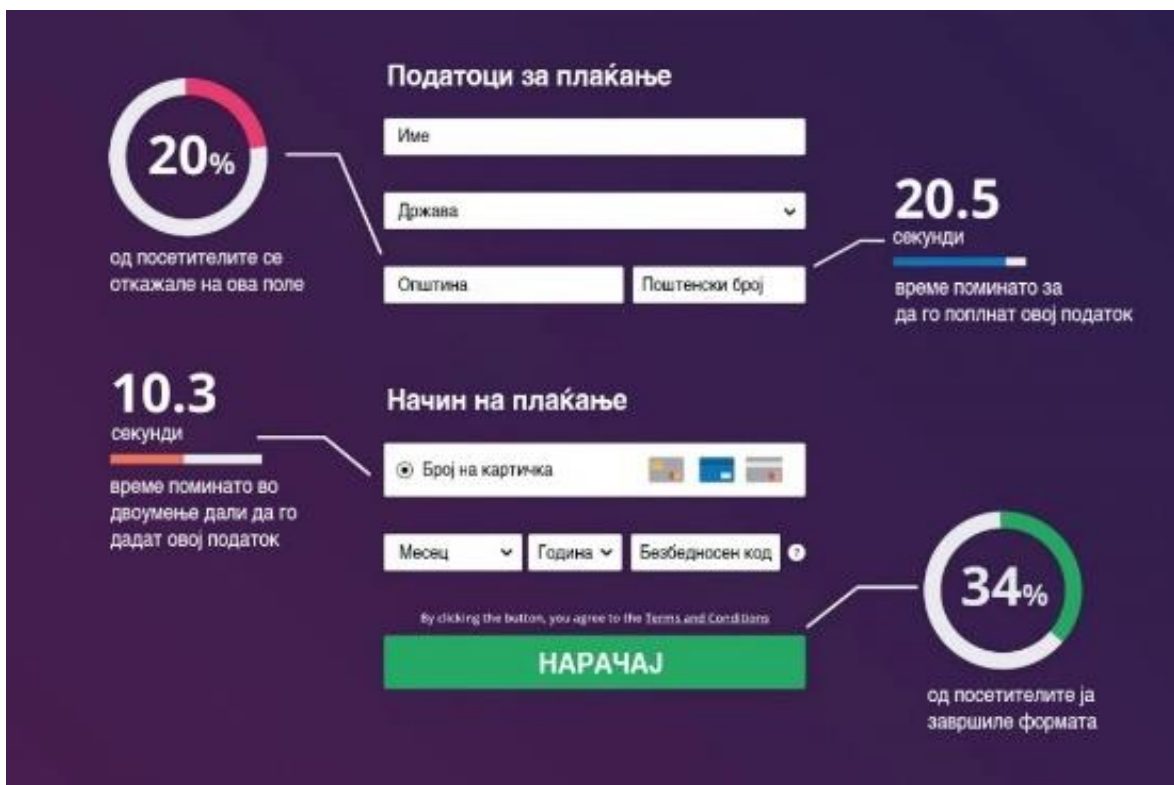 Податоци за плаќање
Име
Држава
Општина
Поштенски број
20%
од посетителите се
откажале на ова поле
20.5
секунди
време поминато за
да го поплнат овој податок
10.3
секунди
време поминато во
двоумење дали да го
дадат овој податок
Начин на плаќање
Број на картичка
Месец
Година
Безбедносен код
?
By clicking the button, you agree to the Terms and Conditions
НАРАЧАЈ
34%
од посетителите ја
завршиле формата